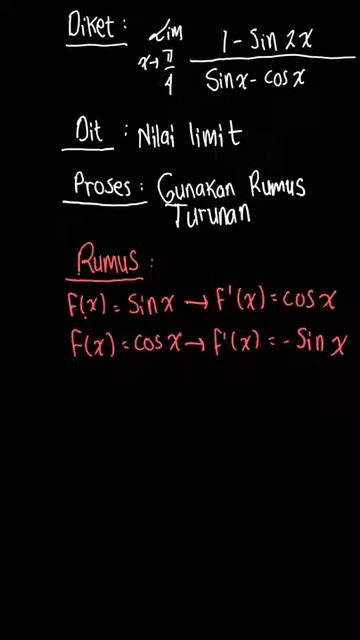 Diket : Lim x→π/4 1 - Sin 2x / Sin x - cos x
Dit : Nilai limit
Proses : Gunakan Rumus
Turunan
Rumus :
F(x) = Sin x → F'(x) = cos x
F(x) = cos x → F'(x) = - Sin x